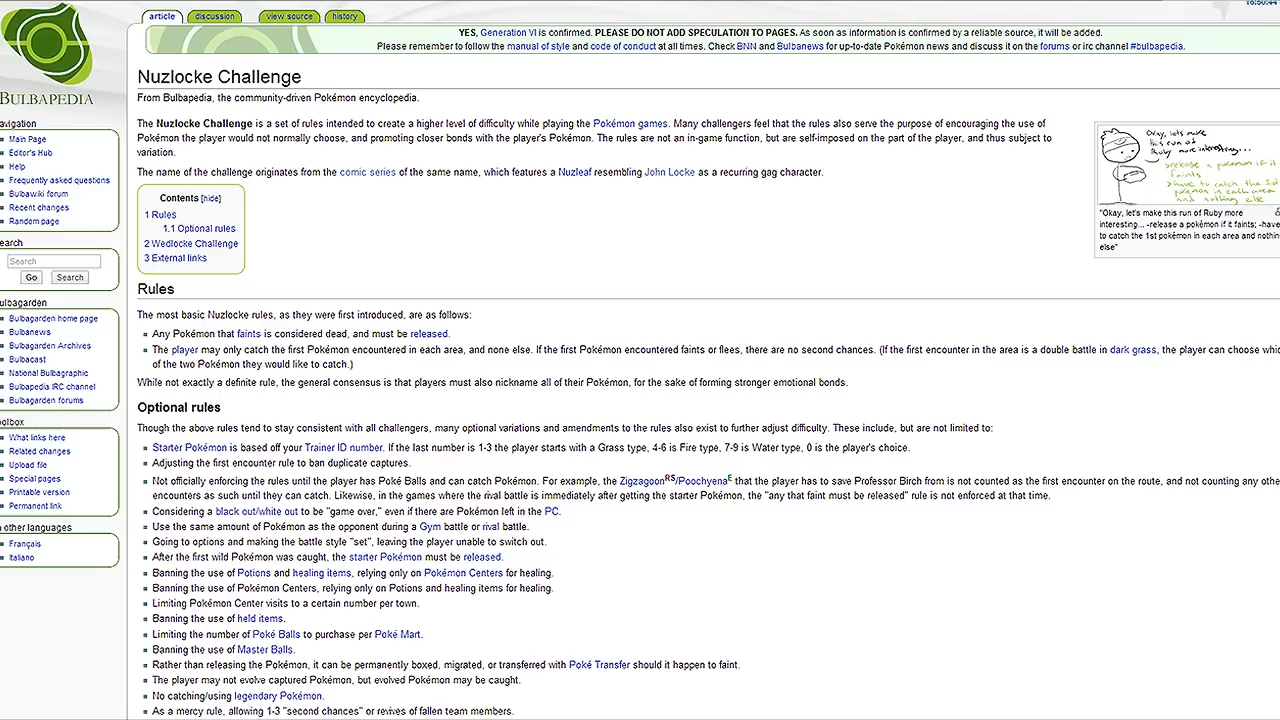 article
discussion
view source
history
YES, Generation VI is confirmed. PLEASE DO NOT ADD SPECULATION TO PAGES. As soon as information is confirmed by a reliable source, it will be added.
Please remember to follow the manual of style and code of conduct at all times. Check BNN and Bulbanews for up-to-date Pokémon news and discuss it on the forums or irc channel #bulbapedia.
BULBAPEDIA
avigation
Main Page
Editor's Hub
Help
Frequently asked questions
Bulbawiki forum
Recent changes
Random page
earch
Search
Go
Search
ulbagarden
Bulbagarden home page
Bulbanews
Bulbagarden Archives
Bulbacast
National Bulbagraphic
Bulbapedia IRC channel
Bulbagarden forums
oolbox
What links here
Related changes
Upload file
Special pages
Printable version
Permanent link
other languages
Français
Italiano
Nuzlocke Challenge
From Bulbapedia, the community-driven Pokémon encyclopedia.
The Nuzlocke Challenge is a set of rules intended to create a higher level of difficulty while playing the Pokémon games. Many challengers feel that the rules also serve the purpose of encouraging the use of
Pokémon the player would not normally choose, and promoting closer bonds with the player's Pokémon. The rules are not an in-game function, but are self-imposed on the part of the player, and thus subject to
variation.
The name of the challenge originates from the comic series of the same name, which features a Nuzleaf resembling John Locke as a recurring gag character.
Okay, lets make
this run of
Ruby more interesting...
>release a pokemon if it
faints
>have to catch the 1st
pokemon in each area
and nothing else
"Okay, let's make this run of Ruby more
interesting... -release a pokémon if it faints; -have
to catch the 1st pokémon in each area and nothin
else"
Contents [hide]
1 Rules
1.1 Optional rules
2 Wedlocke Challenge
3 External links
Rules
The most basic Nuzlocke rules, as they were first introduced, are as follows:
Any Pokémon that faints is considered dead, and must be released.
The player may only catch the first Pokémon encountered in each area, and none else. If the first Pokémon encountered faints or flees, there are no second chances. (If the first encounter in the area is a double battle in dark grass, the player can choose whic
of the two Pokémon they would like to catch.)
While not exactly a definite rule, the general consensus is that players must also nickname all of their Pokémon, for the sake of forming stronger emotional bonds.
Optional rules
Though the above rules tend to stay consistent with all challengers, many optional variations and amendments to the rules also exist to further adjust difficulty. These include, but are not limited to:
Starter Pokémon is based off your Trainer ID number. If the last number is 1-3 the player starts with a Grass type, 4-6 is Fire type, 7-9 is Water type, 0 is the player's choice.
Adjusting the first encounter rule to ban duplicate captures.
Not officially enforcing the rules until the player has Poké Balls and can catch Pokémon. For example, the ZigzagoonRS/PoochyenaE that the player has to save Professor Birch from is not counted as the first encounter on the route, and not counting any othe
encounters as such until they can catch. Likewise, in the games where the rival battle is immediately after getting the starter Pokémon, the "any that faint must be released" rule is not enforced at that time.
Considering a black out/white out to be "game over," even if there are Pokémon left in the PC.
Use the same amount of Pokémon as the opponent during a Gym battle or rival battle.
Going to options and making the battle style "set", leaving the player unable to switch out.
After the first wild Pokémon was caught, the starter Pokémon must be released.
Banning the use of Potions and healing items, relying only on Pokémon Centers for healing.
Banning the use of Pokémon Centers, relying only on Potions and healing items for healing.
Limiting Pokémon Center visits to a certain number per town.
Banning the use of held items.
Limiting the number of Poké Balls to purchase per Poké Mart.
Banning the use of Master Balls.
Rather than releasing the Pokémon, it can be permanently boxed, migrated, or transferred with Poké Transfer should it happen to faint.
The player may not evolve captured Pokémon, but evolved Pokémon may be caught.
No catching/using legendary Pokémon.
As a mercy rule, allowing 1-3 "second chances" or revives of fallen team members.